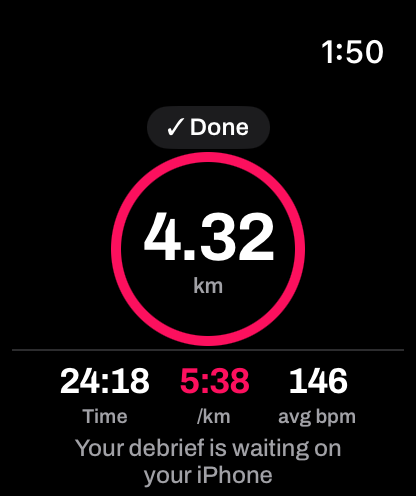 1:50
✓ Done
4.32
km
24:18 5:38 146
Time /km avg bpm
Your debrief is waiting on
your iPhone